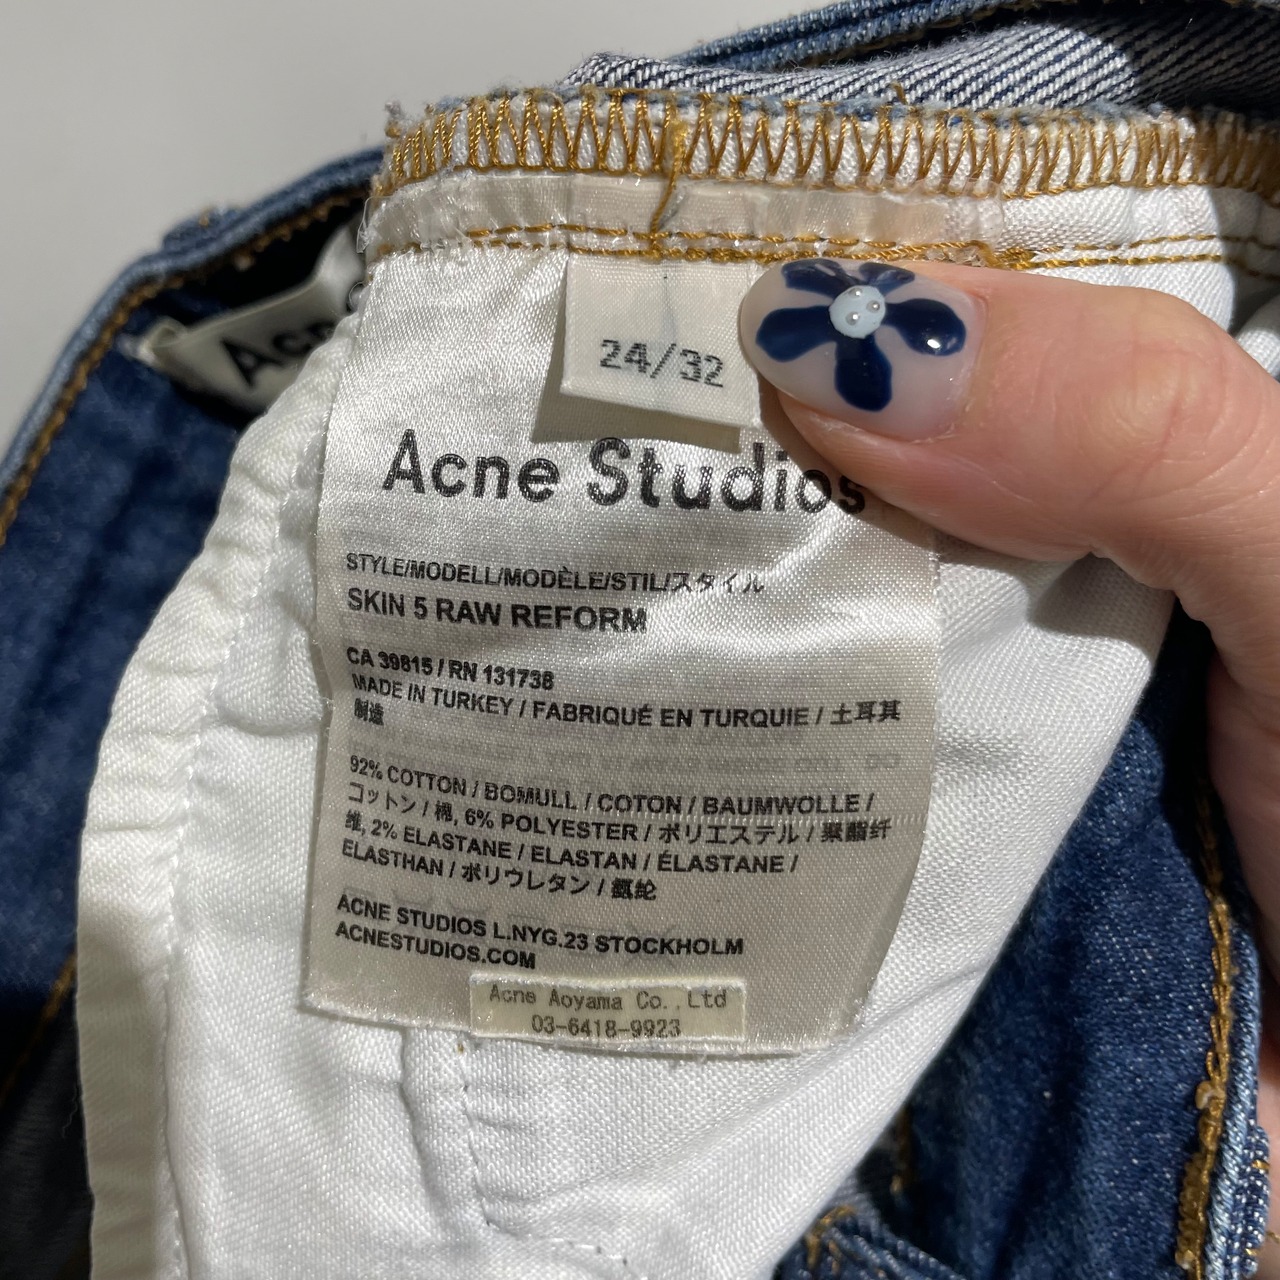 Acn
24/32
Acne Studios
STYLE/MODELL/MODÈLE/STIL/スタイル
SKIN 5 RAW REFORM
CA 39815 / RN 131738
MADE IN TURKEY / FABRIQUÉ EN TURQUIE / 土耳其
制造
92% COTTON / BOMULL / COTON / BAUMWOLLE /
コットン / 棉, 6% POLYESTER / ポリエステル / 聚酯纤
维, 2% ELASTANE / ELASTAN / ÉLASTANE /
ELASTHAN / ポリウレタン / 氨纶
ACNE STUDIOS L.NYG.23 STOCKHOLM
ACNESTUDIOS.COM
Acne Aoyama Co.,Ltd
03-6418-9923